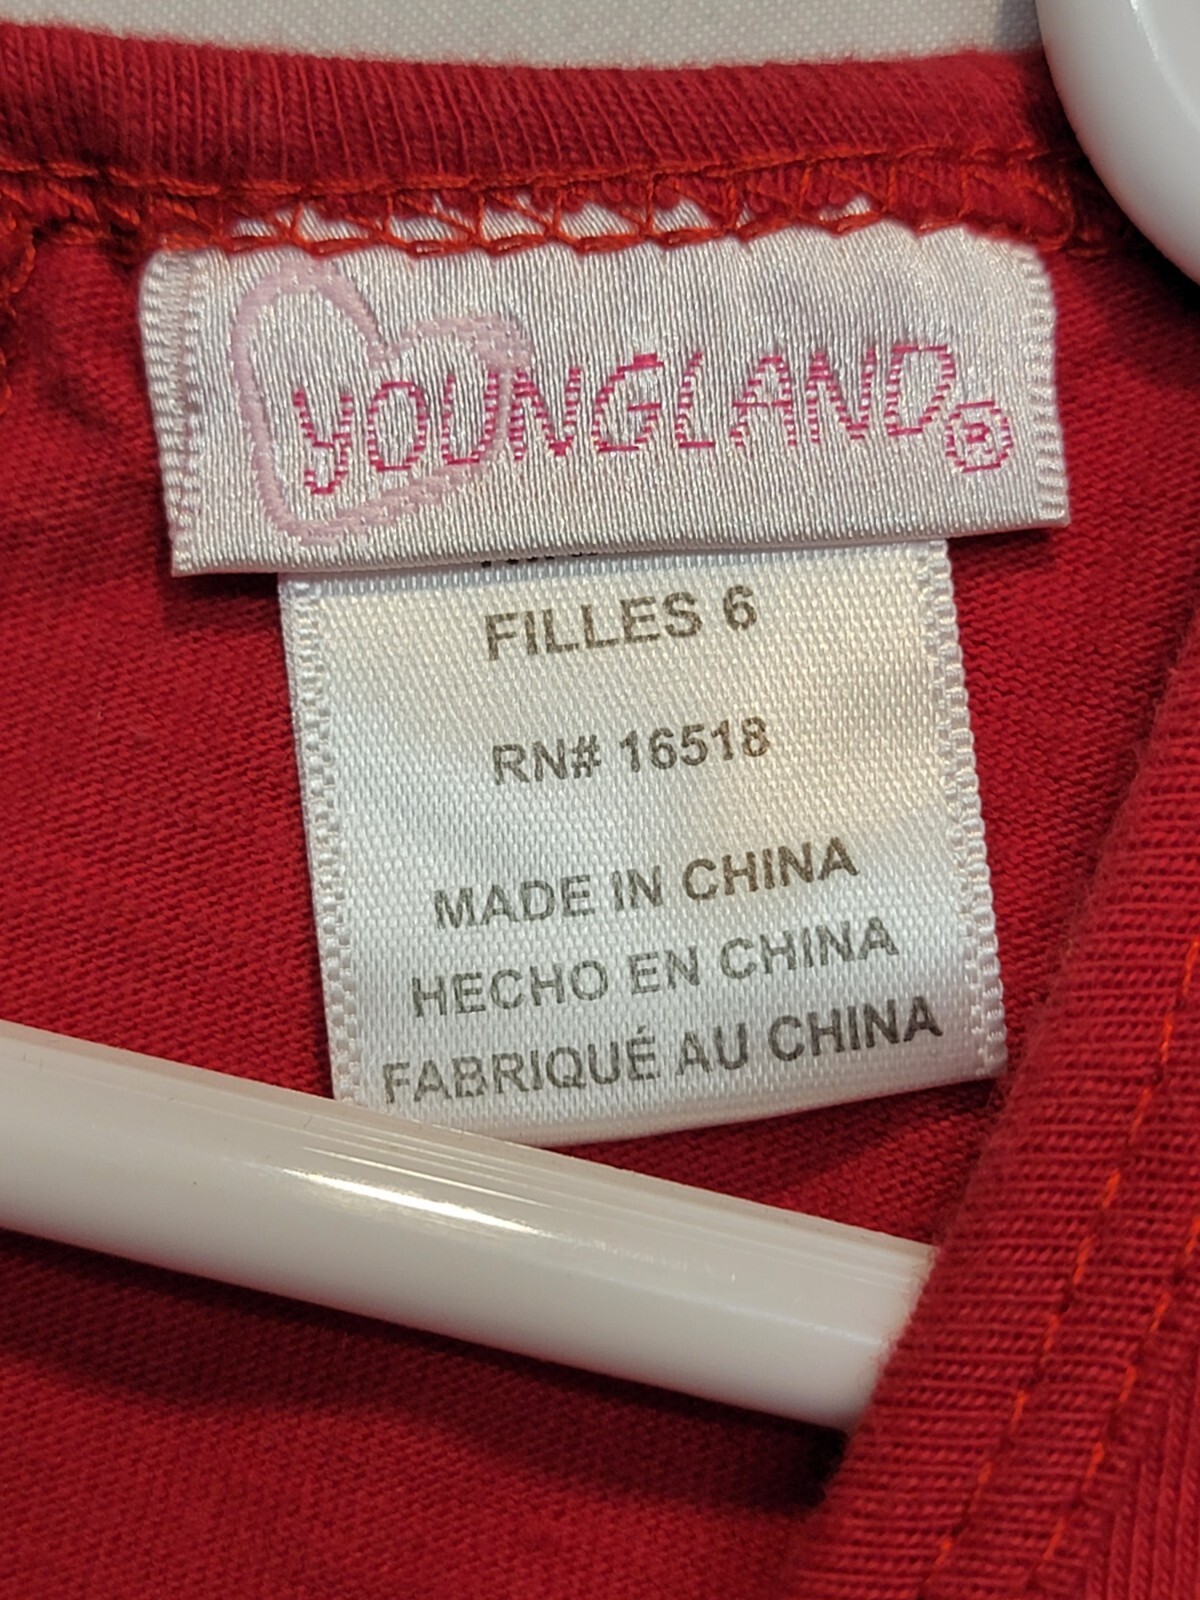 YOUNGLAND®
FILLES 6
RN# 16518
MADE IN CHINA
HECHO EN CHINA
FABRIQUÉ AU CHINA